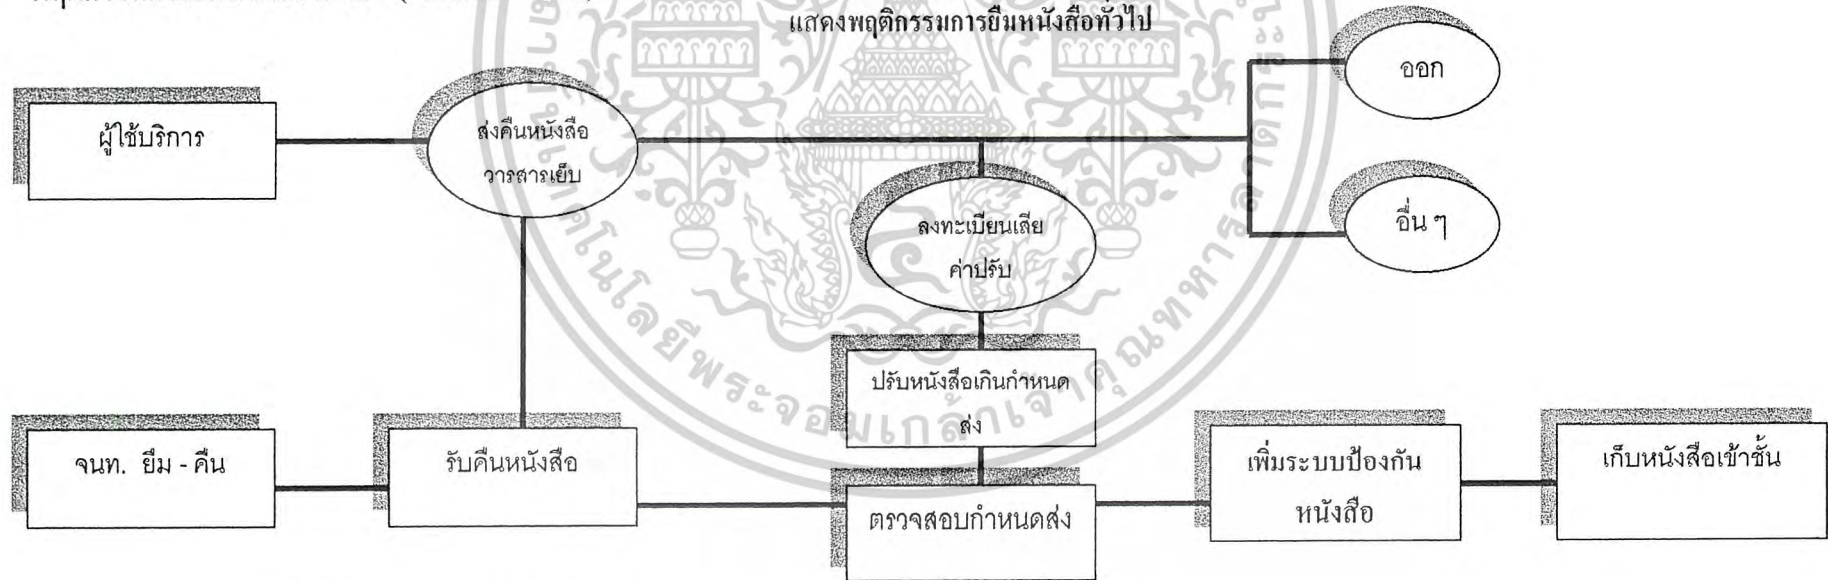 แสดงพฤติกรรมการยืมหนังสือทั่วไป
ออก
ผู้ใช้บริการ
ส่งคืนหนังสือ
วารสารเย็บ
ลงทะเบียนเสีย
ค่าปรับ
อื่น ๆ
ปรับหนังสือเกินกำหนด
ส่ง
จนท. ยืม - คืน
รับคืนหนังสือ
ตรวจสอบกำหนดส่ง
เพิ่มระบบป้องกัน
หนังสือ
เก็บหนังสือเข้าชั้น